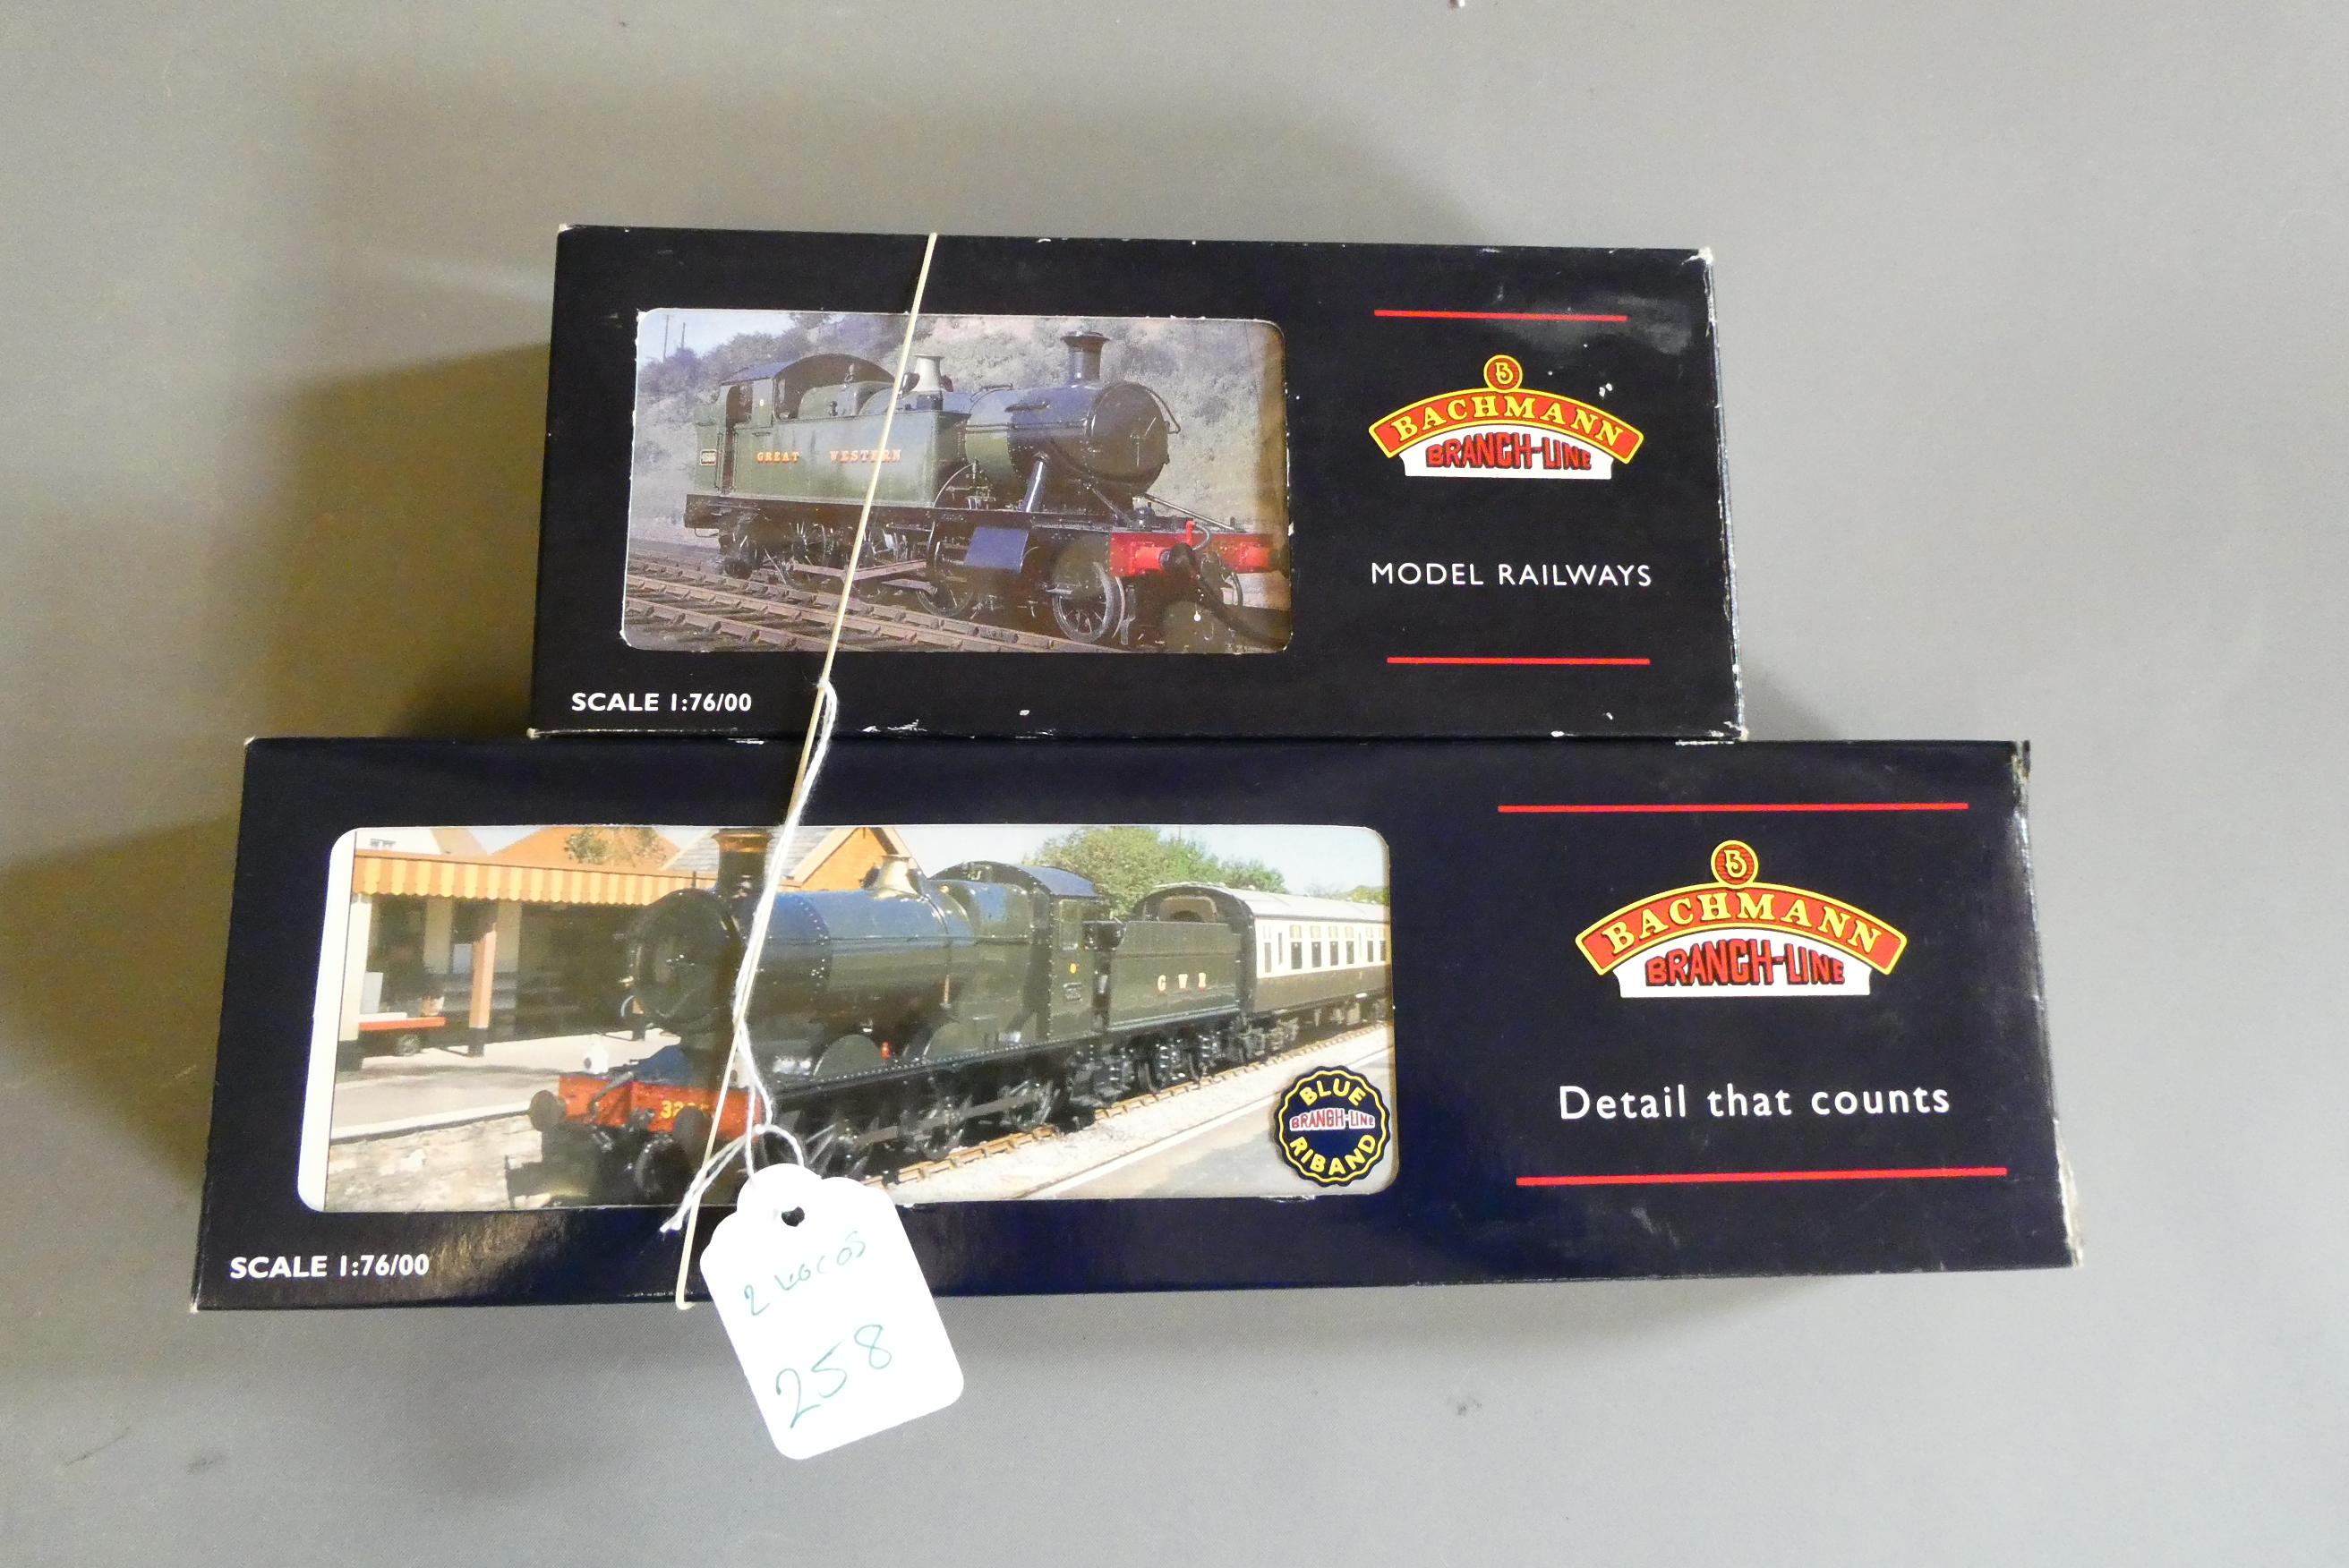 GREAT WESTERN
B
BACHMANN
BRANCH-LINE
MODEL RAILWAYS
SCALE 1:76/00
G W R
B
BACHMANN
BRANCH-LINE
Detail that counts
BLUE
BRANCH-LINE
RIBAND
SCALE 1:76/00
2 LOCOS
258